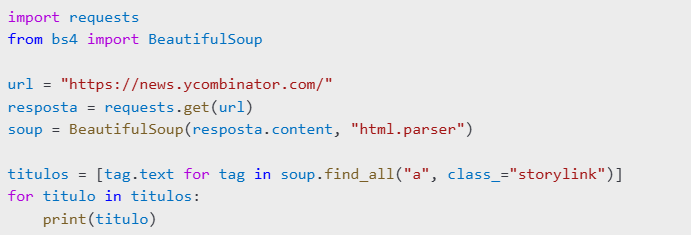 import requests
from bs4 import BeautifulSoup

url = "https://news.ycombinator.com/"
resposta = requests.get(url)
soup = BeautifulSoup(resposta.content, "html.parser")

titulos = [tag.text for tag in soup.find_all("a", class_="storylink")]
for titulo in titulos:
    print(titulo)